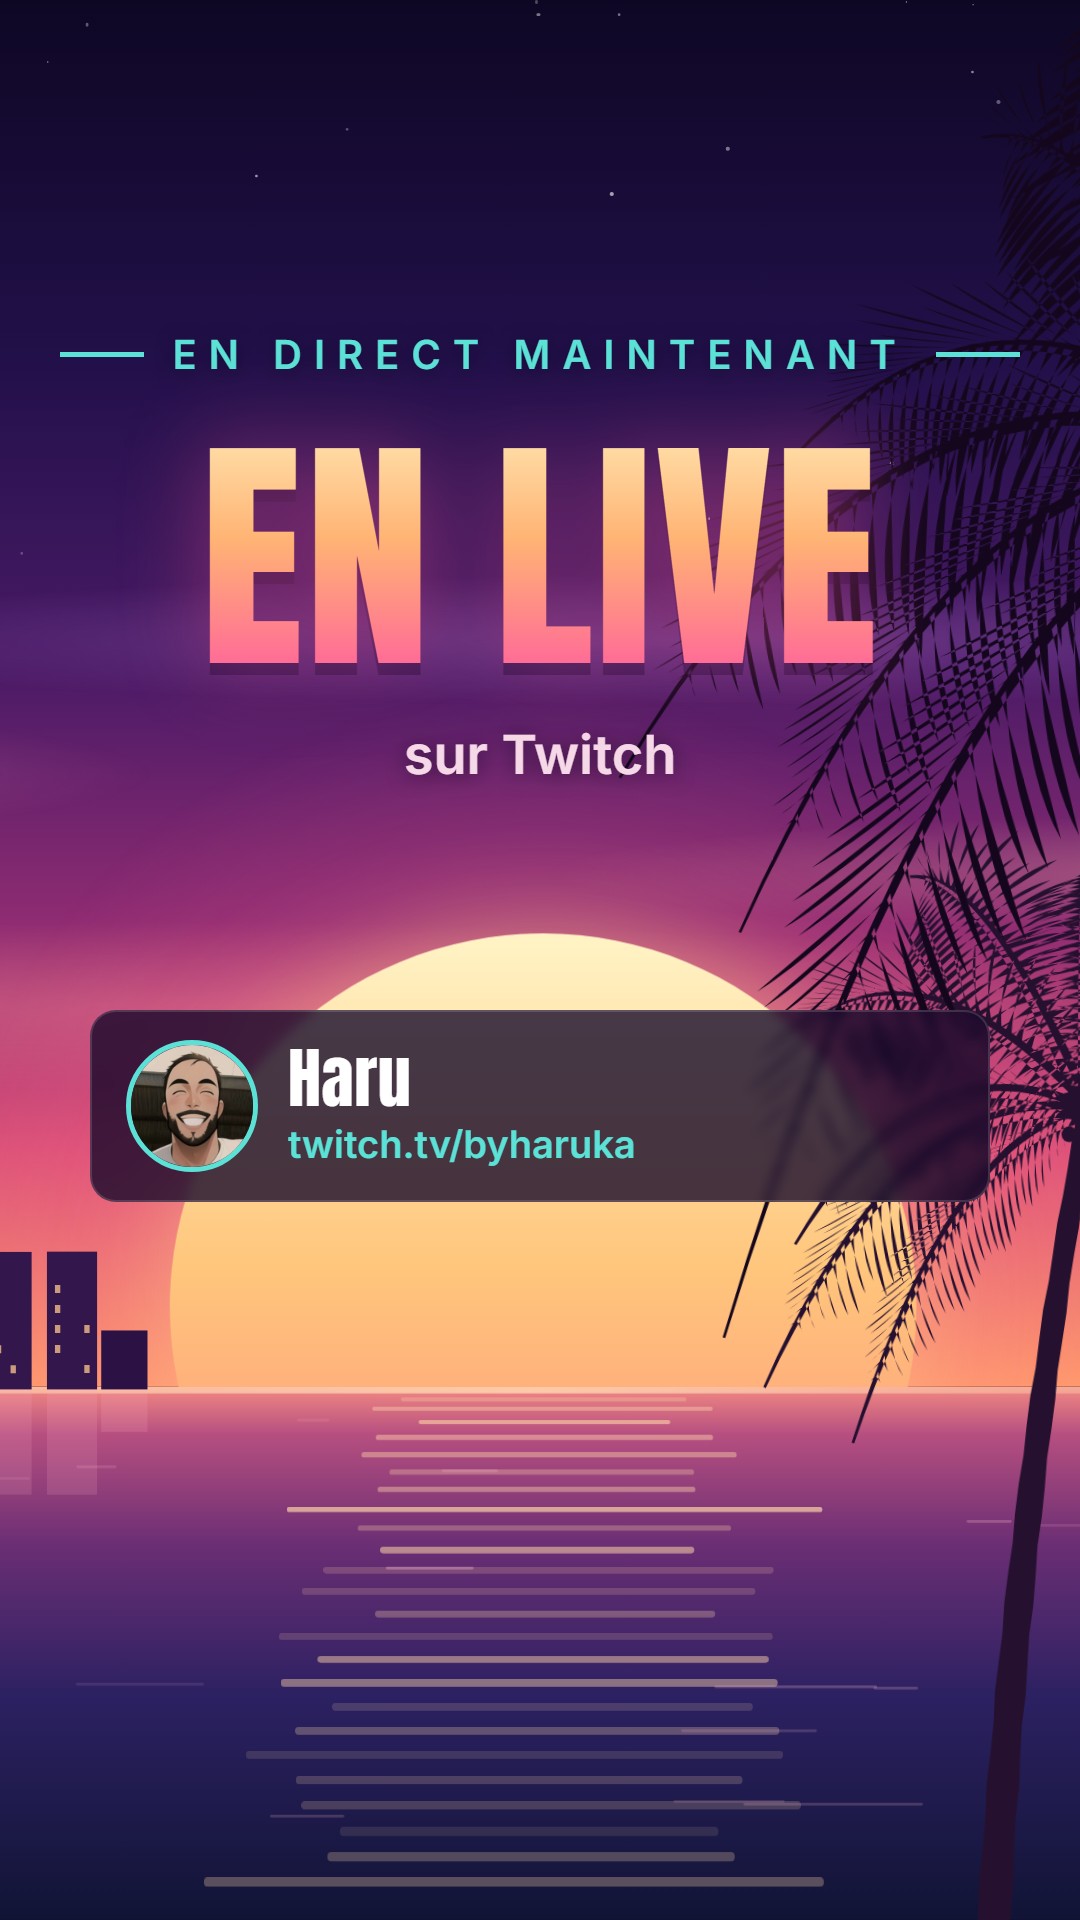 EN DIRECT MAINTENANT
EN LIVE
sur Twitch
Haru
twitch.tv/byharuka